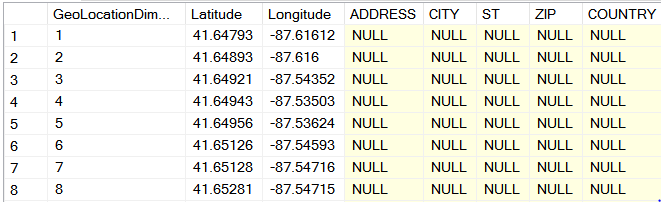 GeoLocationDim... Latitude Longitude ADDRESS CITY ST ZIP COUNTRY
1 1 41.64793 -87.61612 NULL NULL NULL NULL NULL
2 2 41.64893 -87.616 NULL NULL NULL NULL NULL
3 3 41.64921 -87.54352 NULL NULL NULL NULL NULL
4 4 41.64943 -87.53503 NULL NULL NULL NULL NULL
5 5 41.64956 -87.53624 NULL NULL NULL NULL NULL
6 6 41.65126 -87.54593 NULL NULL NULL NULL NULL
7 7 41.65128 -87.54716 NULL NULL NULL NULL NULL
8 8 41.65281 -87.54715 NULL NULL NULL NULL NULL